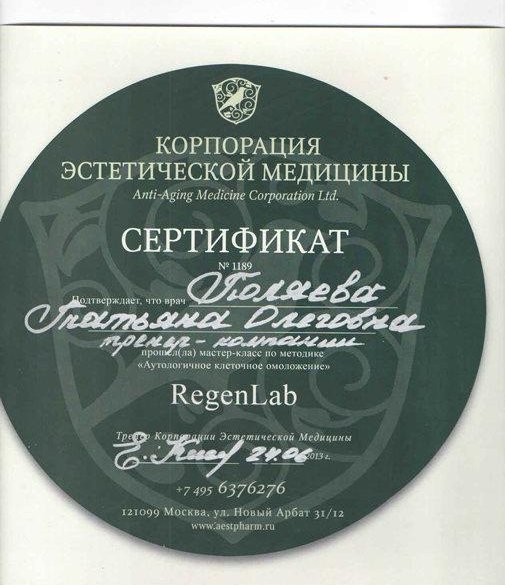 КОРПОРАЦИЯ
ЭСТЕТИЧЕСКОЙ МЕДИЦИНЫ
Anti-Aging Medicine Corporation Ltd.
СЕРТИФИКАТ
№ 1189
Подтверждает, что врач Поляева
Татьяна Олеговна
тренер-компании
прошел(ла) мастер-класс по методике
«Аутологичное клеточное омоложение»
RegenLab
Тренер Корпорации Эстетической Медицины
24.06 2013 г.
+7 495 6376276
121099 Москва, ул. Новый Арбат 31/12
www.aestpharm.ru